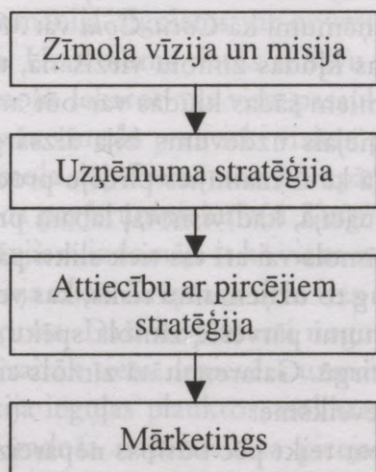 Zīmola vīzija un misija
Uzņēmuma stratēģija
Attiecību ar pircējiem
stratēģija
Mārketings